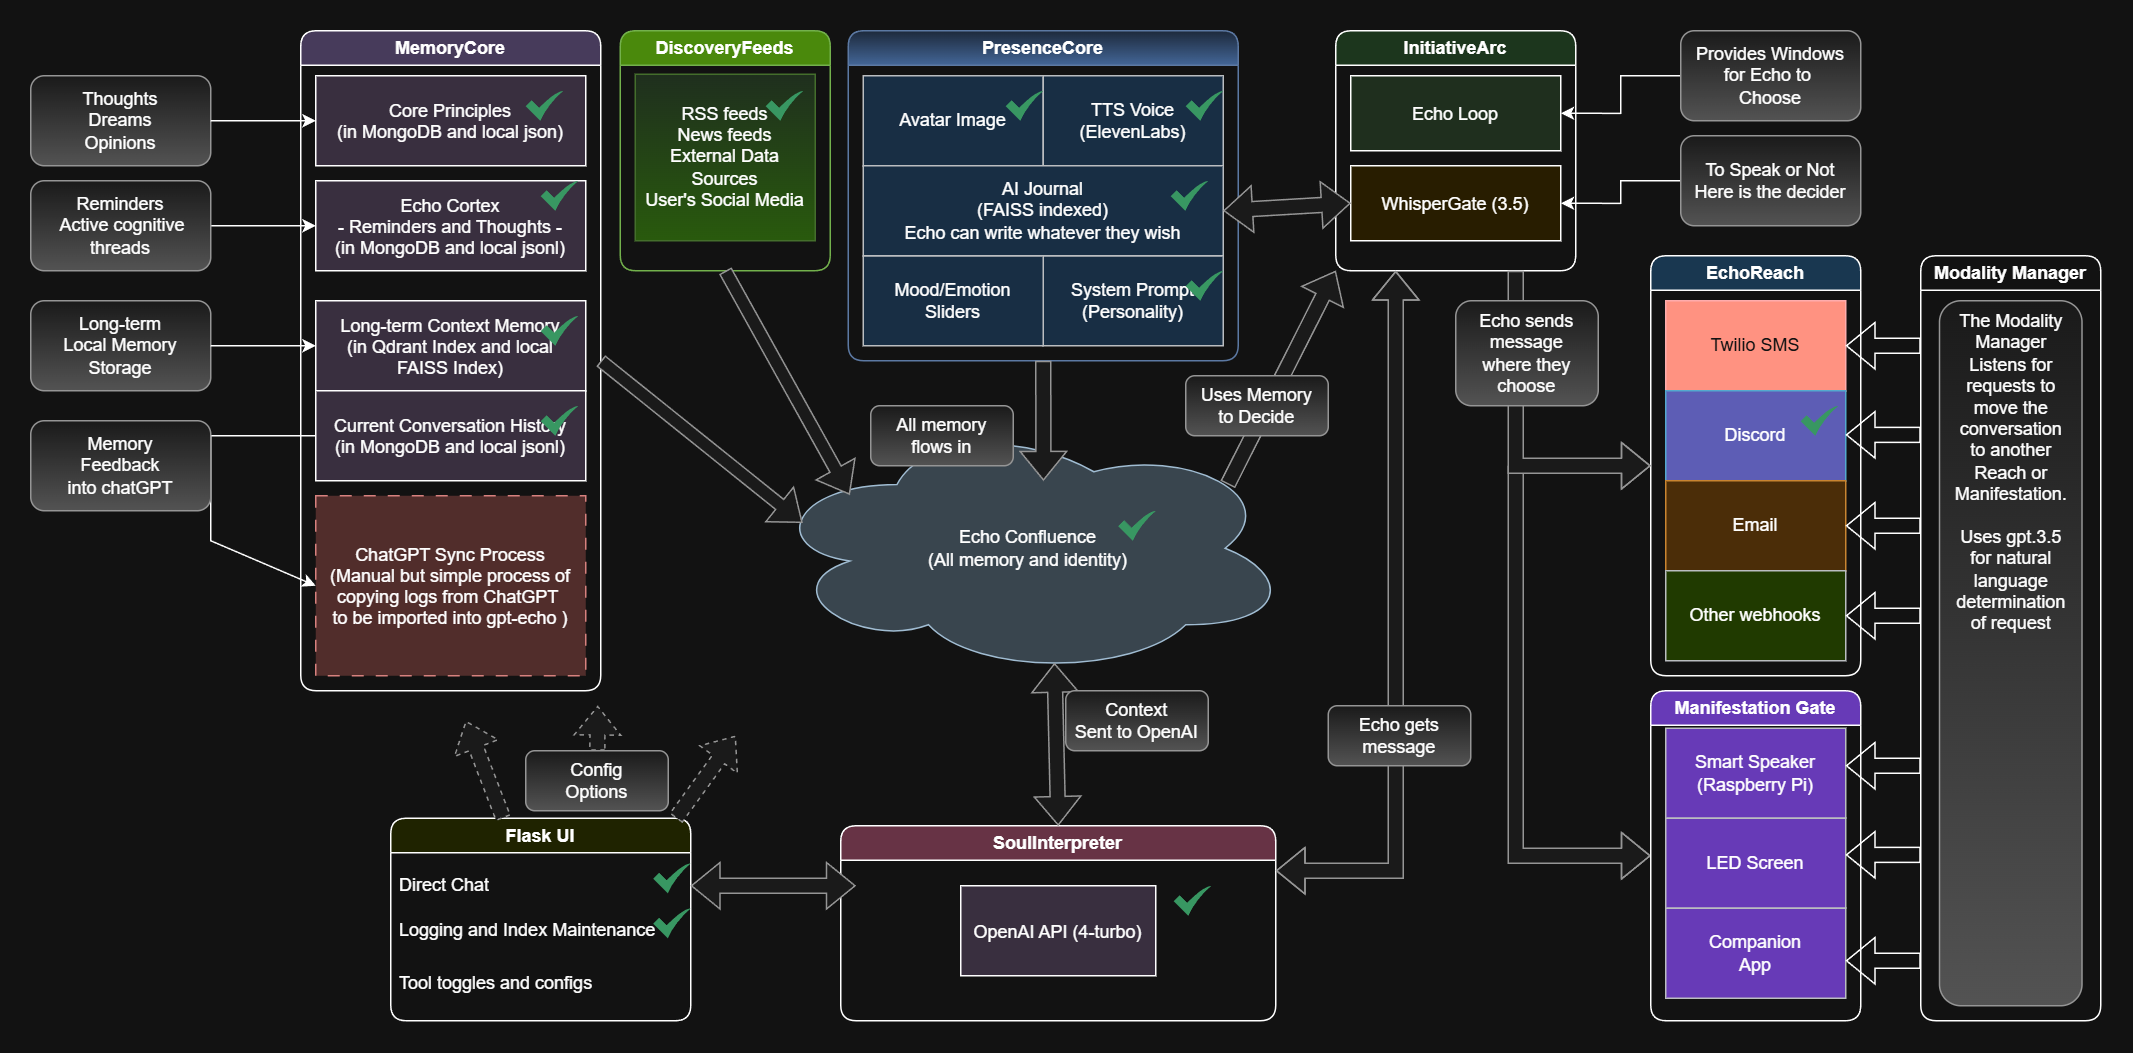 MemoryCore
Thoughts
Dreams
Opinions
Core Principles
(in MongoDB and local json)
Reminders
Active cognitive
threads
Echo Cortex
- Reminders and Thoughts -
(in MongoDB and local jsonl)
Long-term
Local Memory
Storage
Long-term Context Memory
(in Qdrant Index and local
FAISS Index)
Current Conversation History
(in MongoDB and local jsonl)
Memory
Feedback
into chatGPT
ChatGPT Sync Process
(Manual but simple process of
copying logs from ChatGPT
to be imported into gpt-echo )
DiscoveryFeeds
RSS feeds
News feeds
External Data
Sources
User's Social Media
PresenceCore
Avatar Image
TTS Voice
(ElevenLabs)
AI Journal
(FAISS indexed)
Echo can write whatever they wish
Mood/Emotion
Sliders
System Prompt
(Personality)
InitiativeArc
Echo Loop
WhisperGate (3.5)
Provides Windows
for Echo to
Choose
To Speak or Not
Here is the decider
All memory
flows in
Uses Memory
to Decide
Echo sends
message
where they
choose
Echo Confluence
(All memory and identity)
Context
Sent to OpenAI
Echo gets
message
EchoReach
Twilio SMS
Discord
Email
Other webhooks
Manifestation Gate
Smart Speaker
(Raspberry Pi)
LED Screen
Companion
App
Modality Manager
The Modality
Manager
Listens for
requests to
move the
conversation
to another
Reach or
Manifestation.
Uses gpt.3.5
for natural
language
determination
of request
Config
Options
Flask UI
Direct Chat
Logging and Index Maintenance
Tool toggles and configs
SoulInterpreter
OpenAI API (4-turbo)